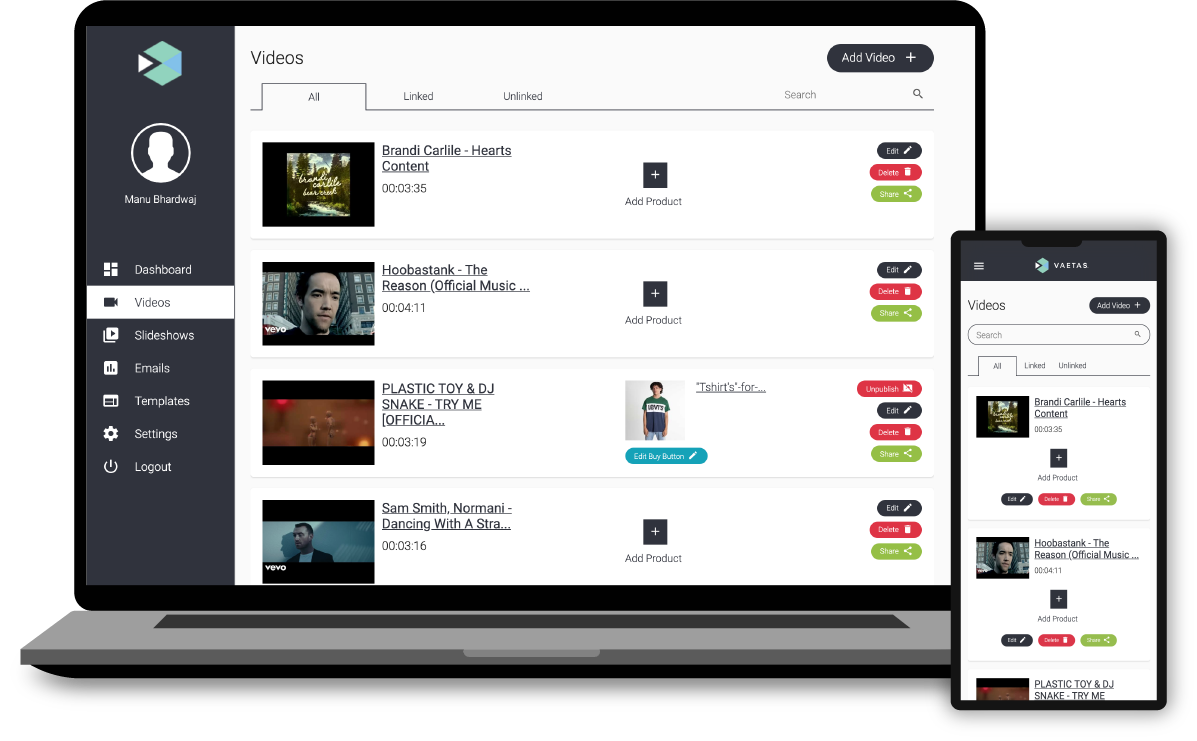 Videos
Add Video
All
Linked
Unlinked
Search
Manu Bhardwaj
Dashboard
Videos
Slideshows
Emails
Templates
Settings
Logout
brandi
carlile
bear creek
Brandi Carlile - Hearts
Content
00:03:35
Add Product
Edit
Delete
Share
vevo
Hoobastank - The
Reason (Official Music ...
00:04:11
Add Product
Edit
Delete
Share
PLASTIC TOY & DJ
SNAKE - TRY ME
[OFFICIA...
00:03:19
LEVI'S
"Tshirt's"-for-...
Edit Buy Button
Unpublish
Edit
Delete
Share
vevo
Sam Smith, Normani -
Dancing With A Stra...
00:03:16
Add Product
Edit
Delete
Share
VAETAS
Videos
Add Video
Search
All
Linked
Unlinked
Brandi Carlile - Hearts
Content
00:03:35
Add Product
Edit
Delete
Share
Hoobastank - The
Reason (Official Music ...
00:04:11
Add Product
Edit
Delete
Share
PLASTIC TOY & DJ
SNAKE - TRY ME